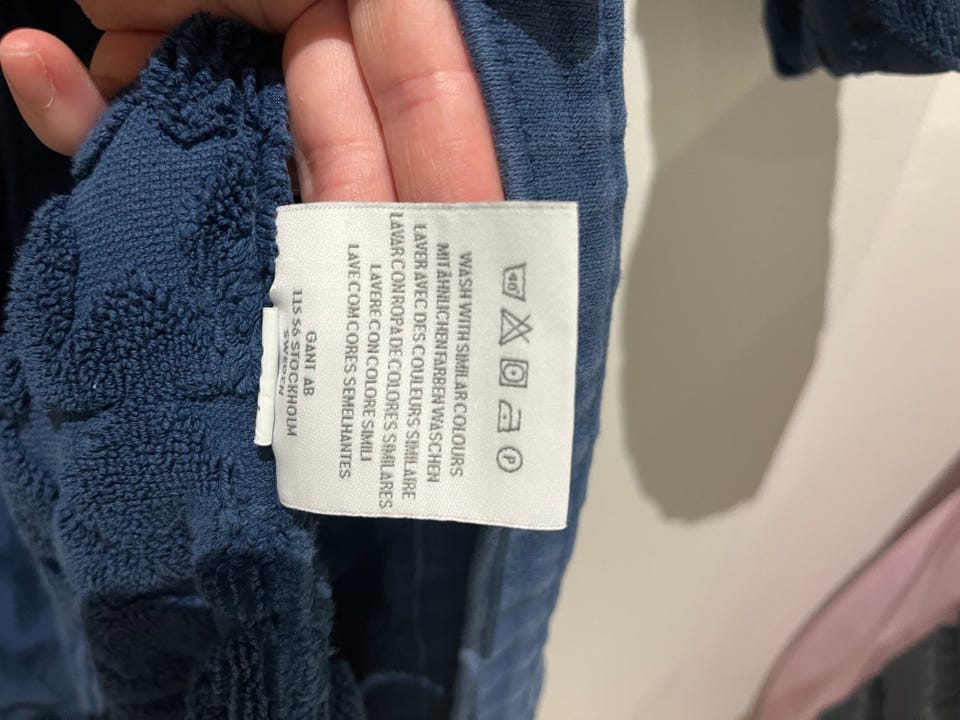 40°
P
WASH WITH SIMILAR COLOURS
MIT ÄHNLICHEN FARBEN WASCHEN
LAVER AVEC DES COULEURS SIMILAIRE
LAVAR CON ROPA DE COLORES SIMILARES
LAVERE CON COLORE SIMILI
LAVE COM CORES SEMELHANTES
GANT AB
115 56 STOCKHOLM
SWEDEN